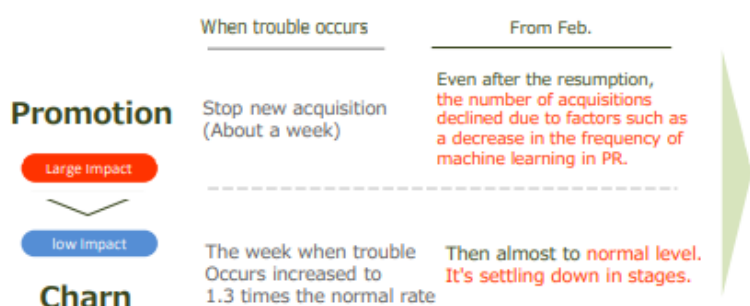 When trouble occurs
From Feb.
Promotion
Stop new acquisition
(About a week)
Even after the resumption,
the number of acquisitions
declined due to factors such as
a decrease in the frequency of
machine learning in PR.
Large Impact
low Impact
Charn
The week when trouble
Occurs increased to
1.3 times the normal rate
Then almost to normal level.
It's settling down in stages.